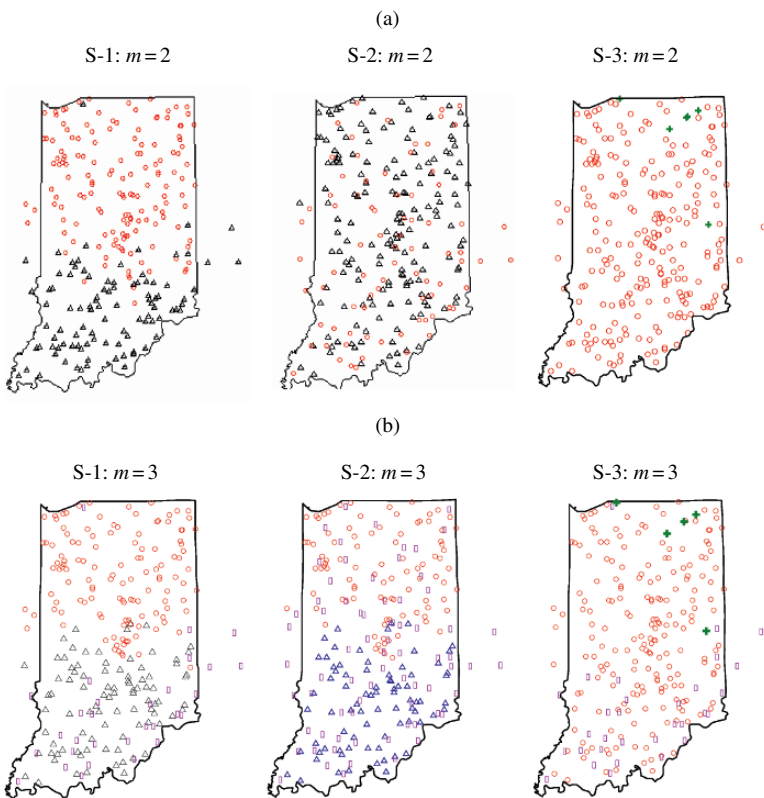 (a)
S-1: m = 2 S-2: m = 2 S-3: m = 2
(b)
S-1: m = 3 S-2: m = 3 S-3: m = 3